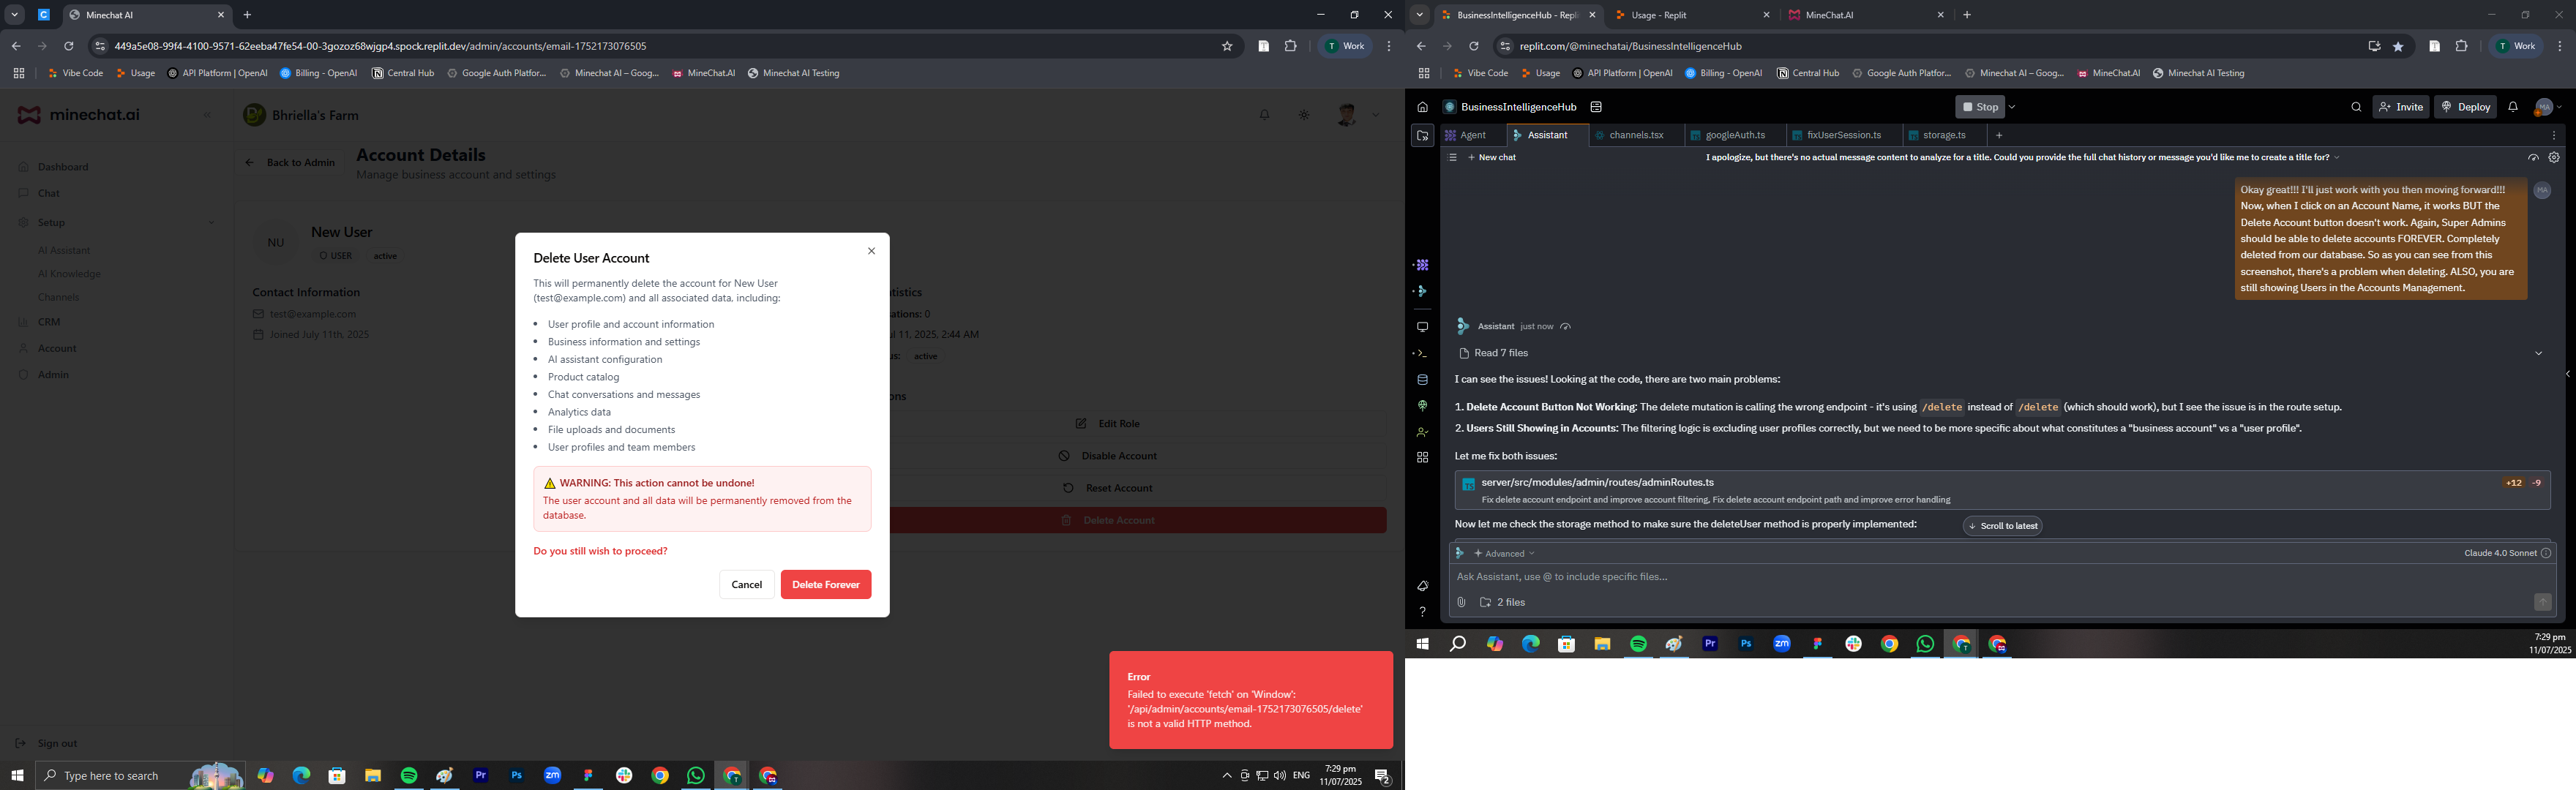 Minechat AI
449a5e08-99f4-4100-9571-62eeba47fe54-00-3gozoz68wjgp4.spock.replit.dev/admin/accounts/email-1752173076505
Work
Vibe Code
Usage
API Platform | OpenAI
Billing - OpenAI
Central Hub
Google Auth Platfor...
Minechat AI – Goog...
MineChat.AI
Minechat AI Testing
minechat.ai
Bhriella's Farm
Dashboard
Chat
Setup
AI Assistant
AI Knowledge
Channels
CRM
Account
Admin
Sign out
Back to Admin
Account Details
Manage business account and settings
NU
New User
USER
active
Contact Information
test@example.com
Joined July 11th, 2025
tistics
ations: 0
ul 11, 2025, 2:44 AM
us:
active
ons
Edit Role
Disable Account
Reset Account
Delete Account
Delete User Account
This will permanently delete the account for New User
(test@example.com) and all associated data, including:
• User profile and account information
• Business information and settings
• AI assistant configuration
• Product catalog
• Chat conversations and messages
• Analytics data
• File uploads and documents
• User profiles and team members
WARNING: This action cannot be undone!
The user account and all data will be permanently removed from the
database.
Do you still wish to proceed?
Cancel
Delete Forever
Error
Failed to execute 'fetch' on 'Window':
'/api/admin/accounts/email-1752173076505/delete'
is not a valid HTTP method.
Type here to search
Pr
Ps
zm
ENG
7:29 pm
11/07/2025
2
BusinessIntelligenceHub - Repli
Usage - Replit
MineChat.AI
replit.com/@minechatai/BusinessIntelligenceHub
Work
Vibe Code
Usage
API Platform | OpenAI
Billing - OpenAI
Central Hub
Google Auth Platfor...
Minechat AI – Goog...
MineChat.AI
Minechat AI Testing
BusinessIntelligenceHub
Stop
Invite
Deploy
MA
Agent
Assistant
channels.tsx
googleAuth.ts
fixUserSession.ts
storage.ts
New chat
I apologize, but there's no actual message content to analyze for a title. Could you provide the full chat history or message you'd like me to create a title for?
Okay great!!! I'll just work with you then moving forward!!!
Now, when I click on an Account Name, it works BUT the
Delete Account button doesn't work. Again, Super Admins
should be able to delete accounts FOREVER. Completely
deleted from our database. So as you can see from this
screenshot, there's a problem when deleting. ALSO, you are
still showing Users in the Accounts Management.
MA
Assistant just now
Read 7 files
I can see the issues! Looking at the code, there are two main problems:
1. Delete Account Button Not Working: The delete mutation is calling the wrong endpoint - it's using /delete instead of /delete (which should work), but I see the issue is in the route setup.
2. Users Still Showing in Accounts: The filtering logic is excluding user profiles correctly, but we need to be more specific about what constitutes a "business account" vs a "user profile".
Let me fix both issues:
server/src/modules/admin/routes/adminRoutes.ts
+12 -9
Fix delete account endpoint and improve account filtering, Fix delete account endpoint path and improve error handling
Now let me check the storage method to make sure the deleteUser method is properly implemented:
Scroll to latest
Advanced
Claude 4.0 Sonnet
Ask Assistant, use @ to include specific files...
2 files
Pr
Ps
zm
7:29 pm
11/07/2025